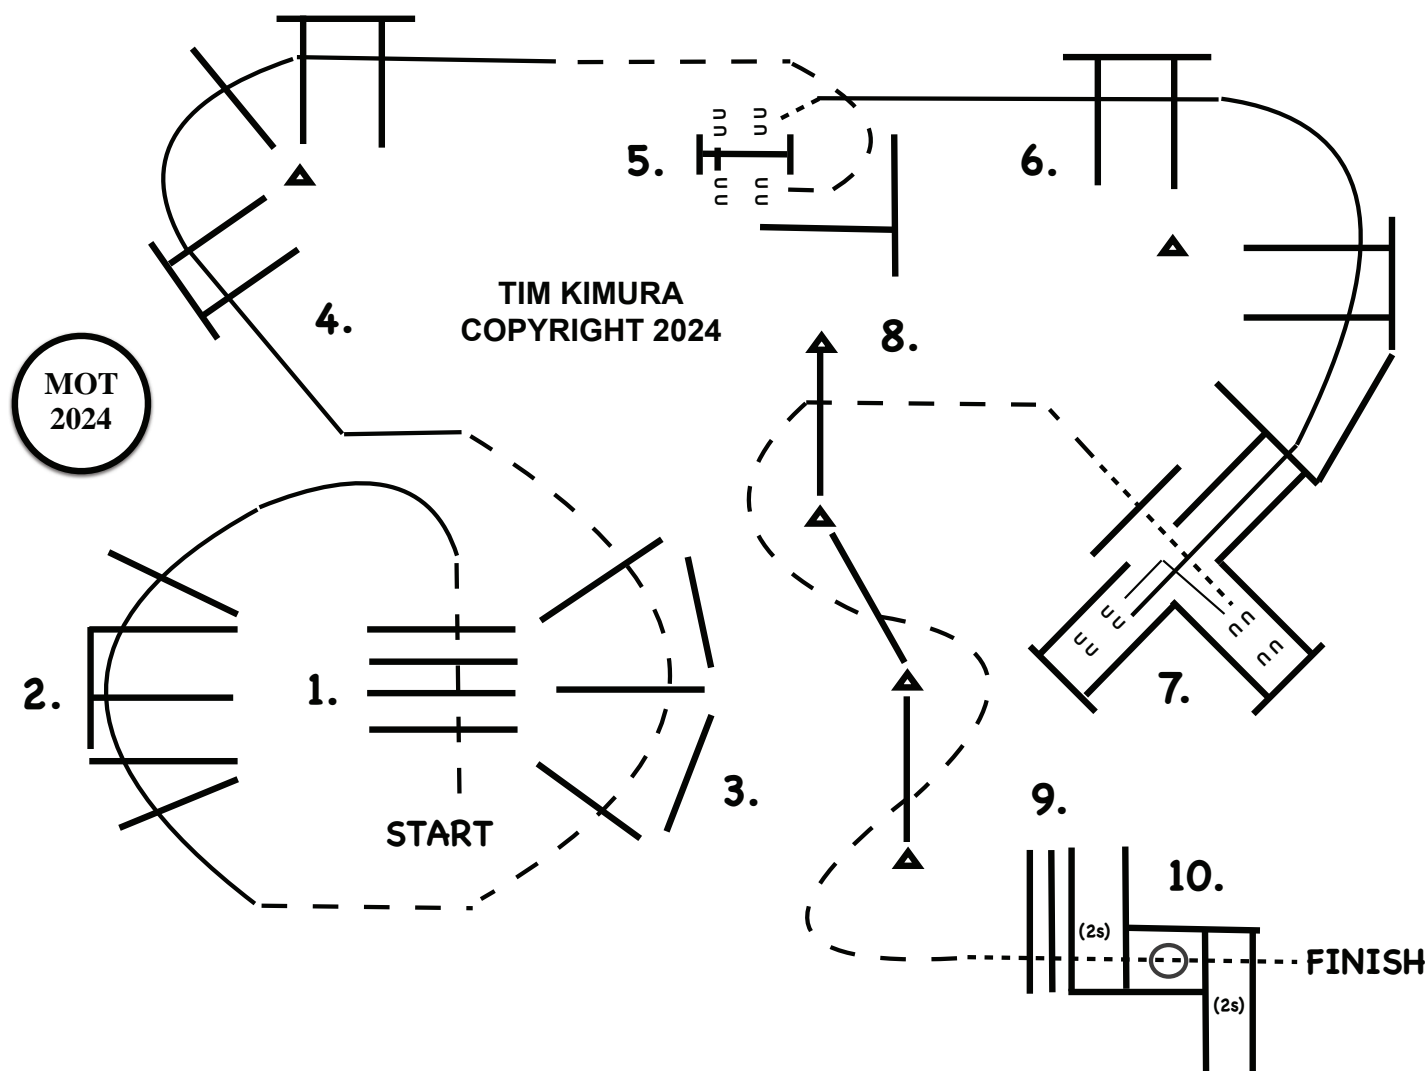 TIM KIMURA
COPYRIGHT 2024
MOT
2024
1.
2.
3.
4.
5.
6.
7.
8.
9.
10.
START
(2s)
(2s)
FINISH